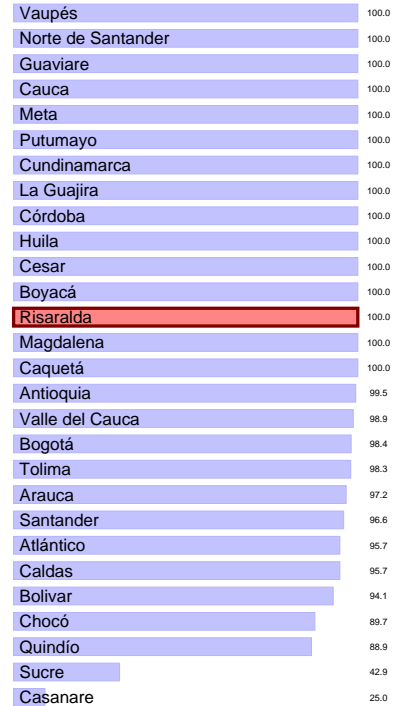 Vaupés 100.0
Norte de Santander 100.0
Guaviare 100.0
Cauca 100.0
Meta 100.0
Putumayo 100.0
Cundinamarca 100.0
La Guajira 100.0
Córdoba 100.0
Huila 100.0
Cesar 100.0
Boyacá 100.0
Risaralda 100.0
Magdalena 100.0
Caquetá 100.0
Antioquia 99.5
Valle del Cauca 98.9
Bogotá 98.4
Tolima 98.3
Arauca 97.2
Santander 96.6
Atlántico 95.7
Caldas 95.7
Bolivar 94.1
Chocó 89.7
Quindío 88.9
Sucre 42.9
Casanare 25.0